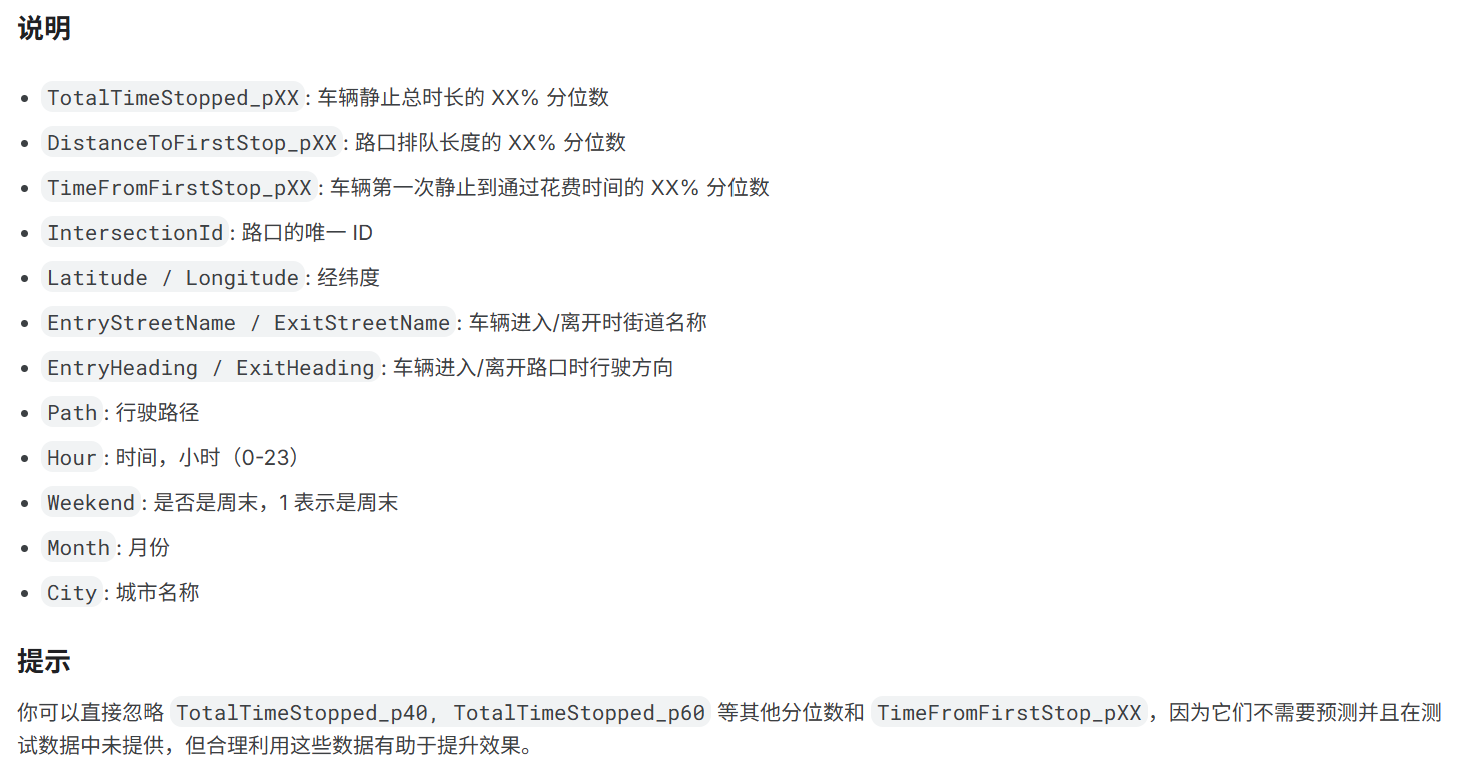 说明
TotalTimeStopped_pXX: 车辆静止总时长的 XX% 分位数
DistanceToFirstStop_pXX: 路口排队长度的 XX% 分位数
TimeFromFirstStop_pXX: 车辆第一次静止到通过花费时间的 XX% 分位数
IntersectionId: 路口的唯一 ID
Latitude / Longitude: 经纬度
EntryStreetName / ExitStreetName: 车辆进入/离开时街道名称
EntryHeading / ExitHeading: 车辆进入/离开路口时行驶方向
Path: 行驶路径
Hour: 时间，小时（0-23）
Weekend: 是否是周末，1 表示是周末
Month: 月份
City: 城市名称
提示
你可以直接忽略 TotalTimeStopped_p40, TotalTimeStopped_p60 等其他分位数和 TimeFromFirstStop_pXX，因为它们不需要预测并且在测
试数据中未提供，但合理利用这些数据有助于提升效果。